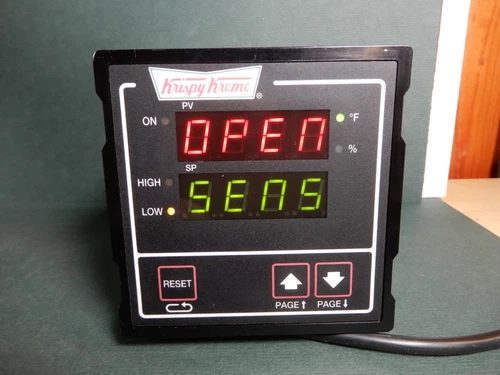 Krispy Kreme ®
PV
ON OPEN °F
%
SP
HIGH SENS
LOW
RESET
PAGE ↑ PAGE ↓